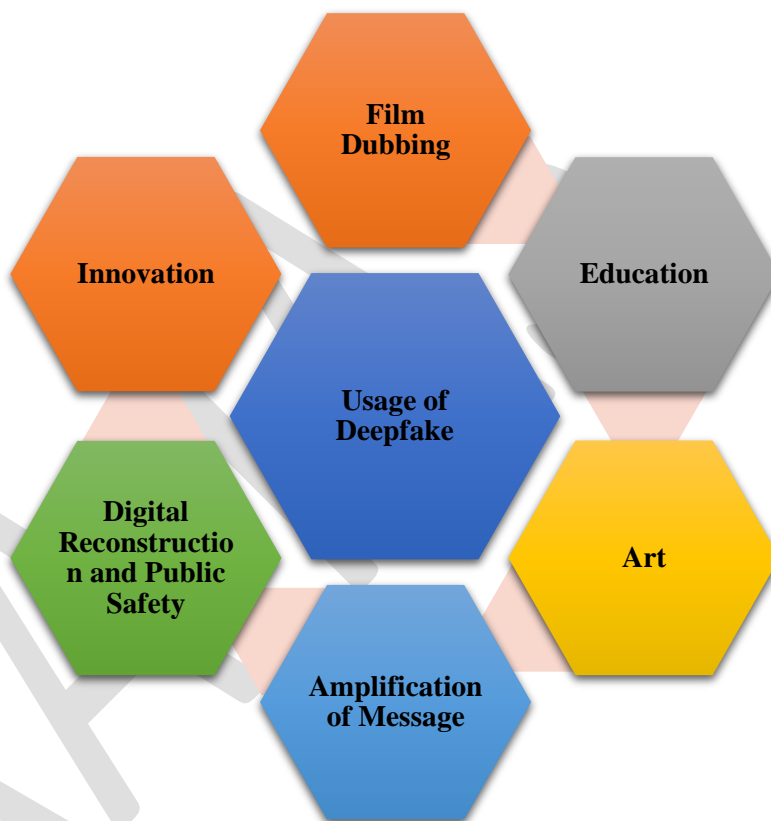 Film
Dubbing
Innovation
Education
Usage of
Deepfake
Digital
Reconstructio
n and Public
Safety
Art
Amplification
of Message